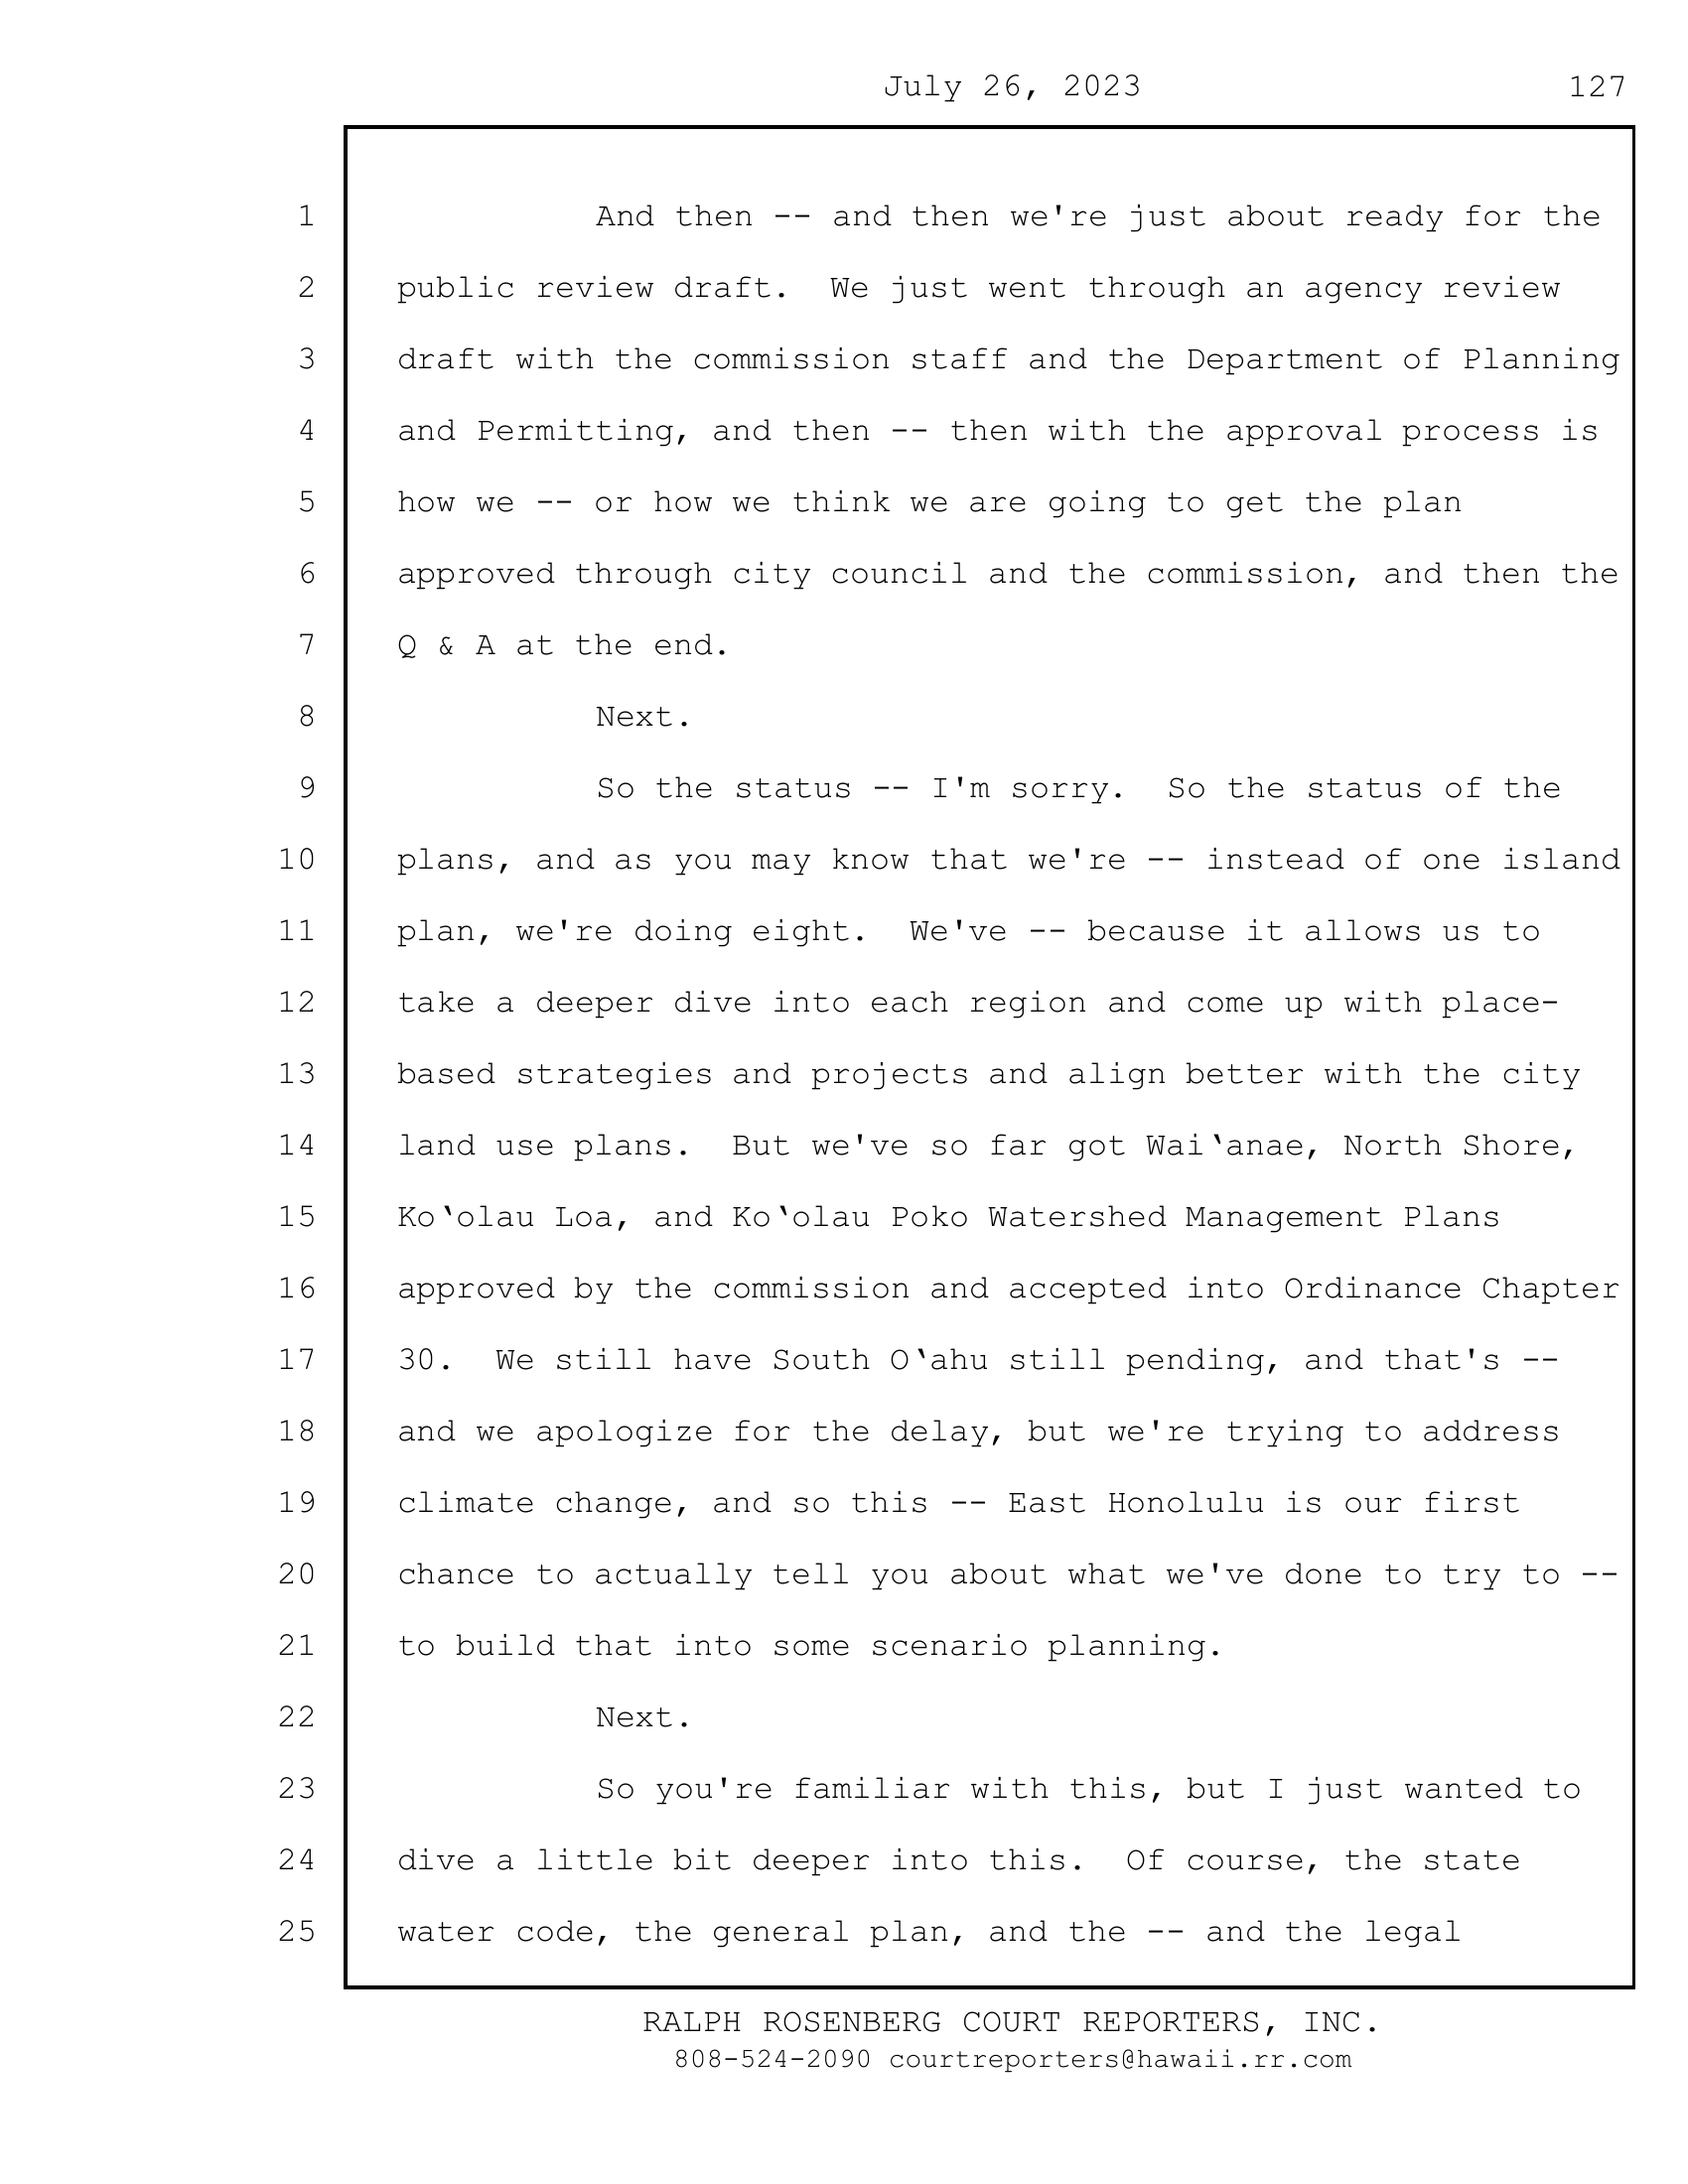 July 26, 2023 127
1 And then -- and then we're just about ready for the
2 public review draft.  We just went through an agency review
3 draft with the commission staff and the Department of Planning
4 and Permitting, and then -- then with the approval process is
5 how we -- or how we think we are going to get the plan
6 approved through city council and the commission, and then the
7 Q & A at the end.
8 Next.
9 So the status -- I'm sorry.  So the status of the
10 plans, and as you may know that we're -- instead of one island
11 plan, we're doing eight.  We've -- because it allows us to
12 take a deeper dive into each region and come up with place-
13 based strategies and projects and align better with the city
14 land use plans.  But we've so far got Wai‘anae, North Shore,
15 Ko‘olau Loa, and Ko‘olau Poko Watershed Management Plans
16 approved by the commission and accepted into Ordinance Chapter
17 30.  We still have South O‘ahu still pending, and that's --
18 and we apologize for the delay, but we're trying to address
19 climate change, and so this -- East Honolulu is our first
20 chance to actually tell you about what we've done to try to --
21 to build that into some scenario planning.
22 Next.
23 So you're familiar with this, but I just wanted to
24 dive a little bit deeper into this.  Of course, the state
25 water code, the general plan, and the -- and the legal
RALPH ROSENBERG COURT REPORTERS, INC.
808-524-2090 courtreporters@hawaii.rr.com